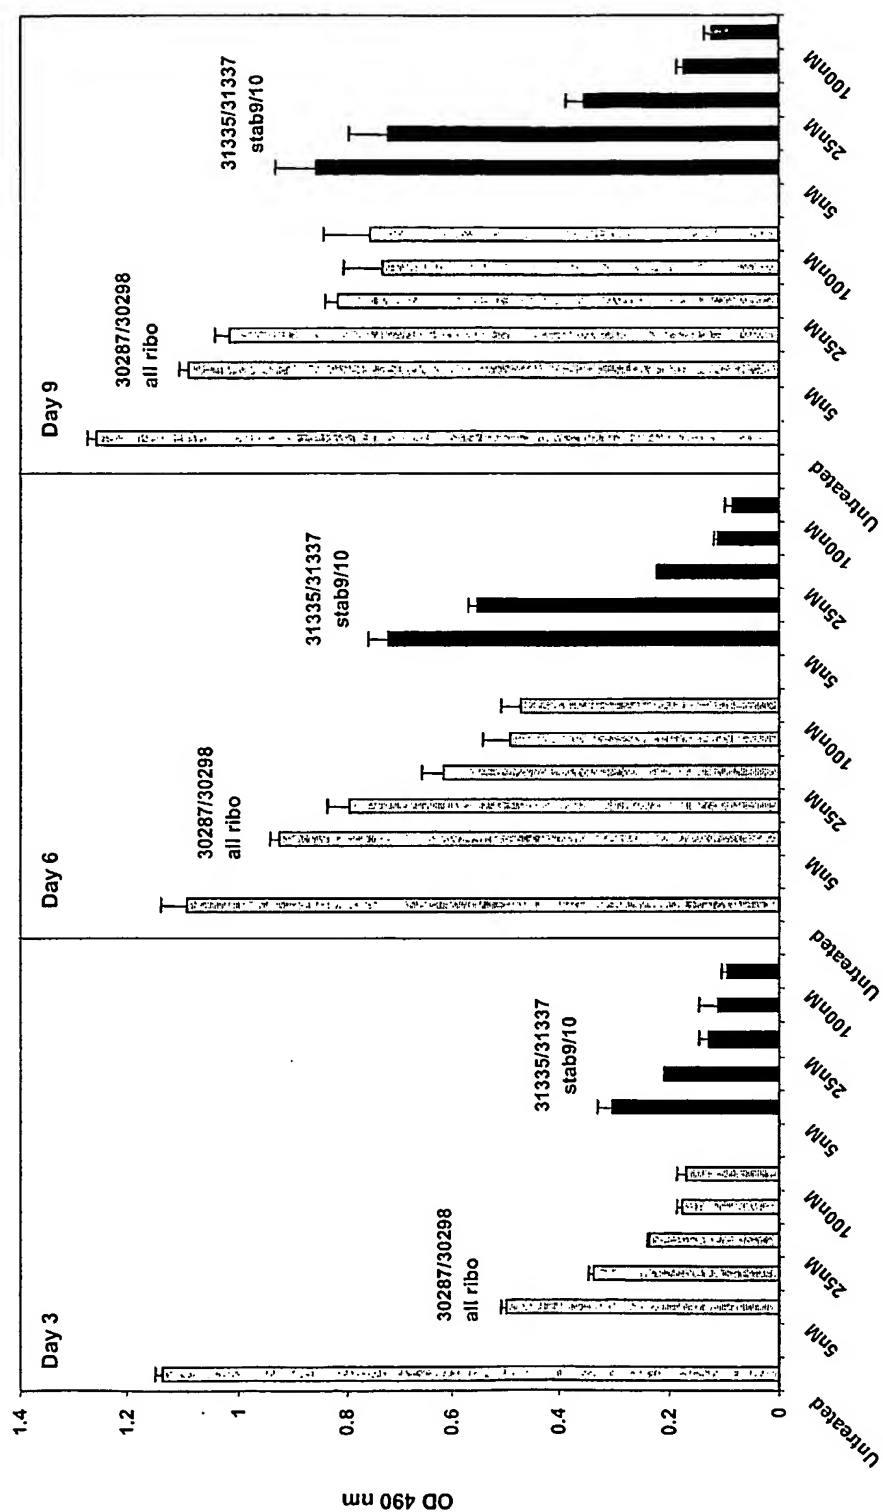 OD 490 nm
1.4
1.2
1
0.8
0.6
0.4
0.2
0
Day 3
30287/30298
all ribo
31335/31337
stab9/10
Untreated
5nM
25nM
100nM
5nM
25nM
100nM
Day 6
30287/30298
all ribo
31335/31337
stab9/10
Untreated
5nM
25nM
100nM
5nM
25nM
100nM
Day 9
30287/30298
all ribo
31335/31337
stab9/10
Untreated
5nM
25nM
100nM
5nM
25nM
100nM